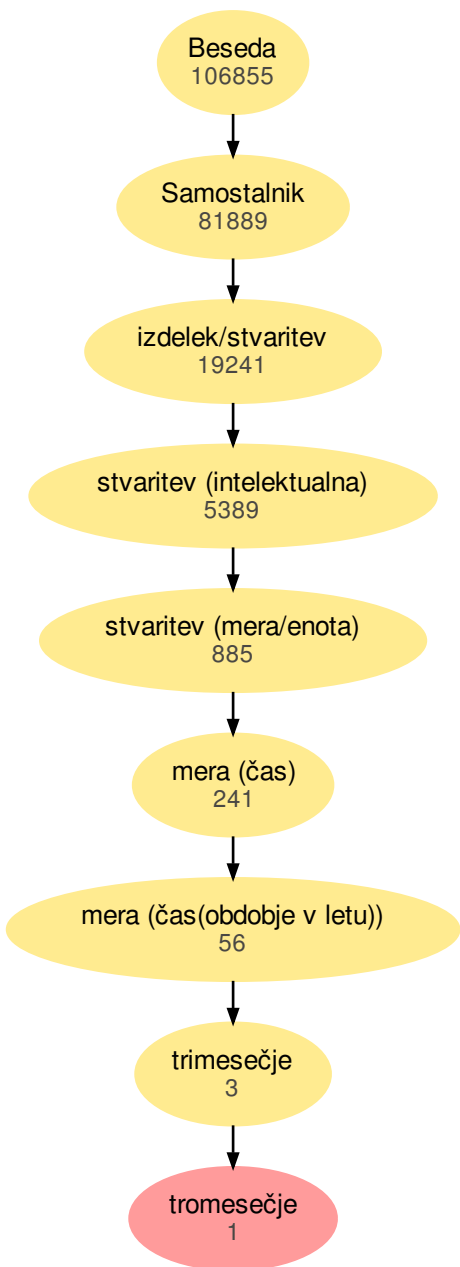 Beseda
106855
Samostalnik
81889
izdelek/stvaritev
19241
stvaritev (intelektualna)
5389
stvaritev (mera/enota)
885
mera (čas)
241
mera (čas(obdobje v letu))
56
trimesečje
3
tromesečje
1